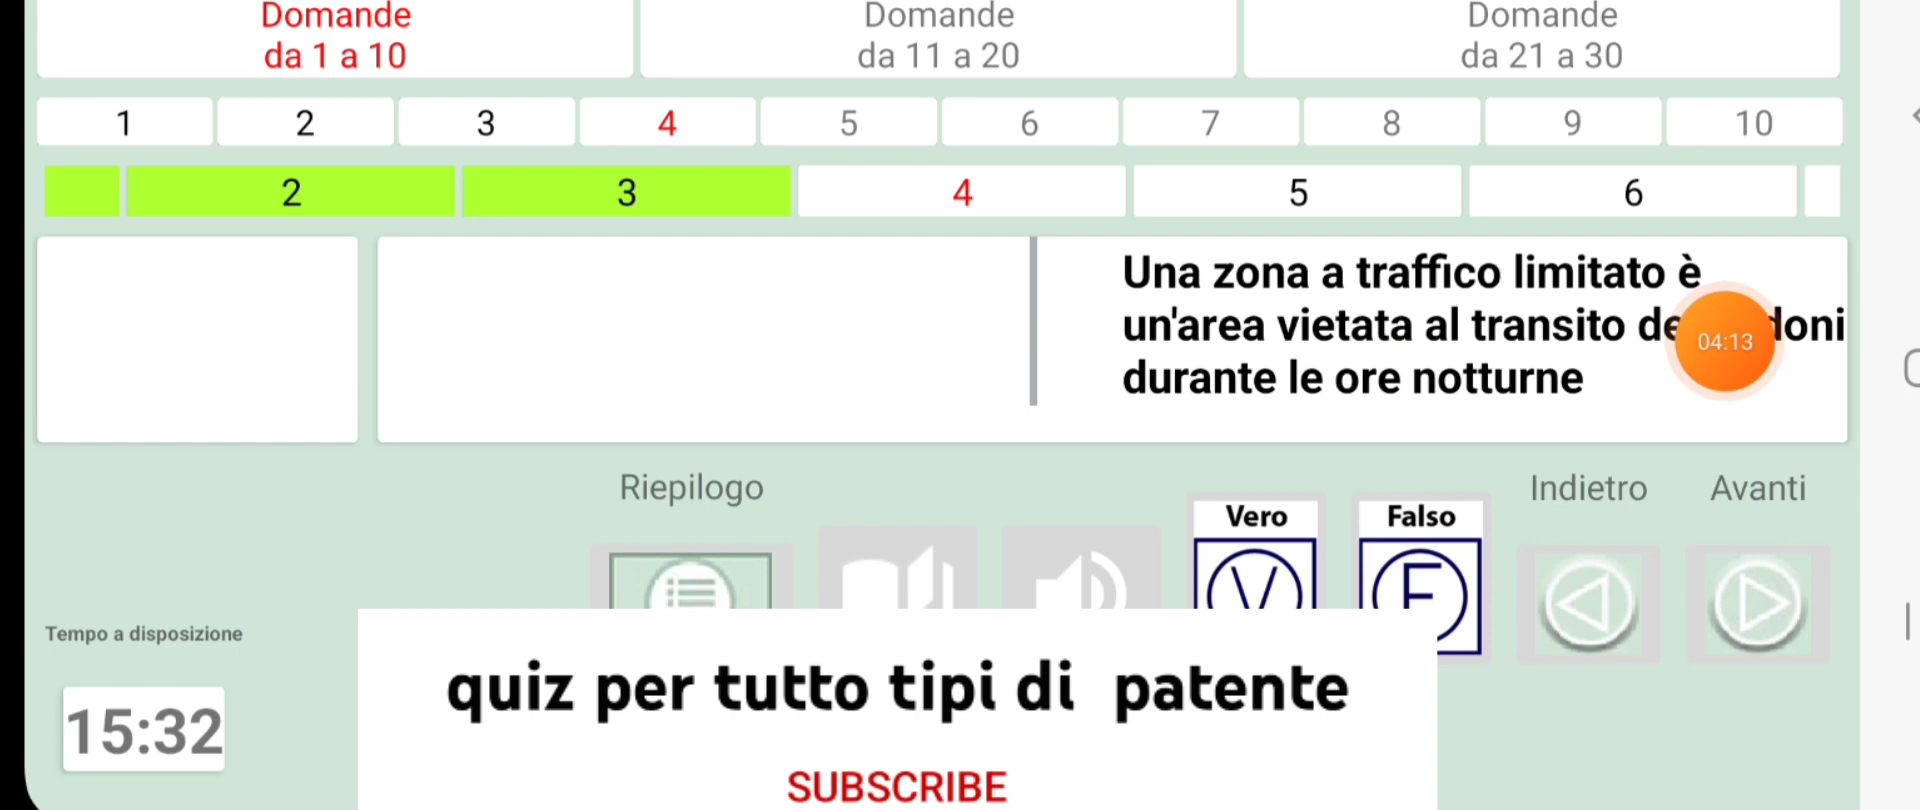 Domande
da 1 a 10
Domande
da 11 a 20
Domande
da 21 a 30
1 2 3 4 5 6 7 8 9 10
2 3 4 5 6
Una zona a traffico limitato è
un'area vietata al transito
durante le ore notturne
04:13
Riepilogo
Vero
Falso
Indietro
Avanti
V
F
Tempo a disposizione
15:32
quiz per tutto tipi di patente
SUBSCRIBE